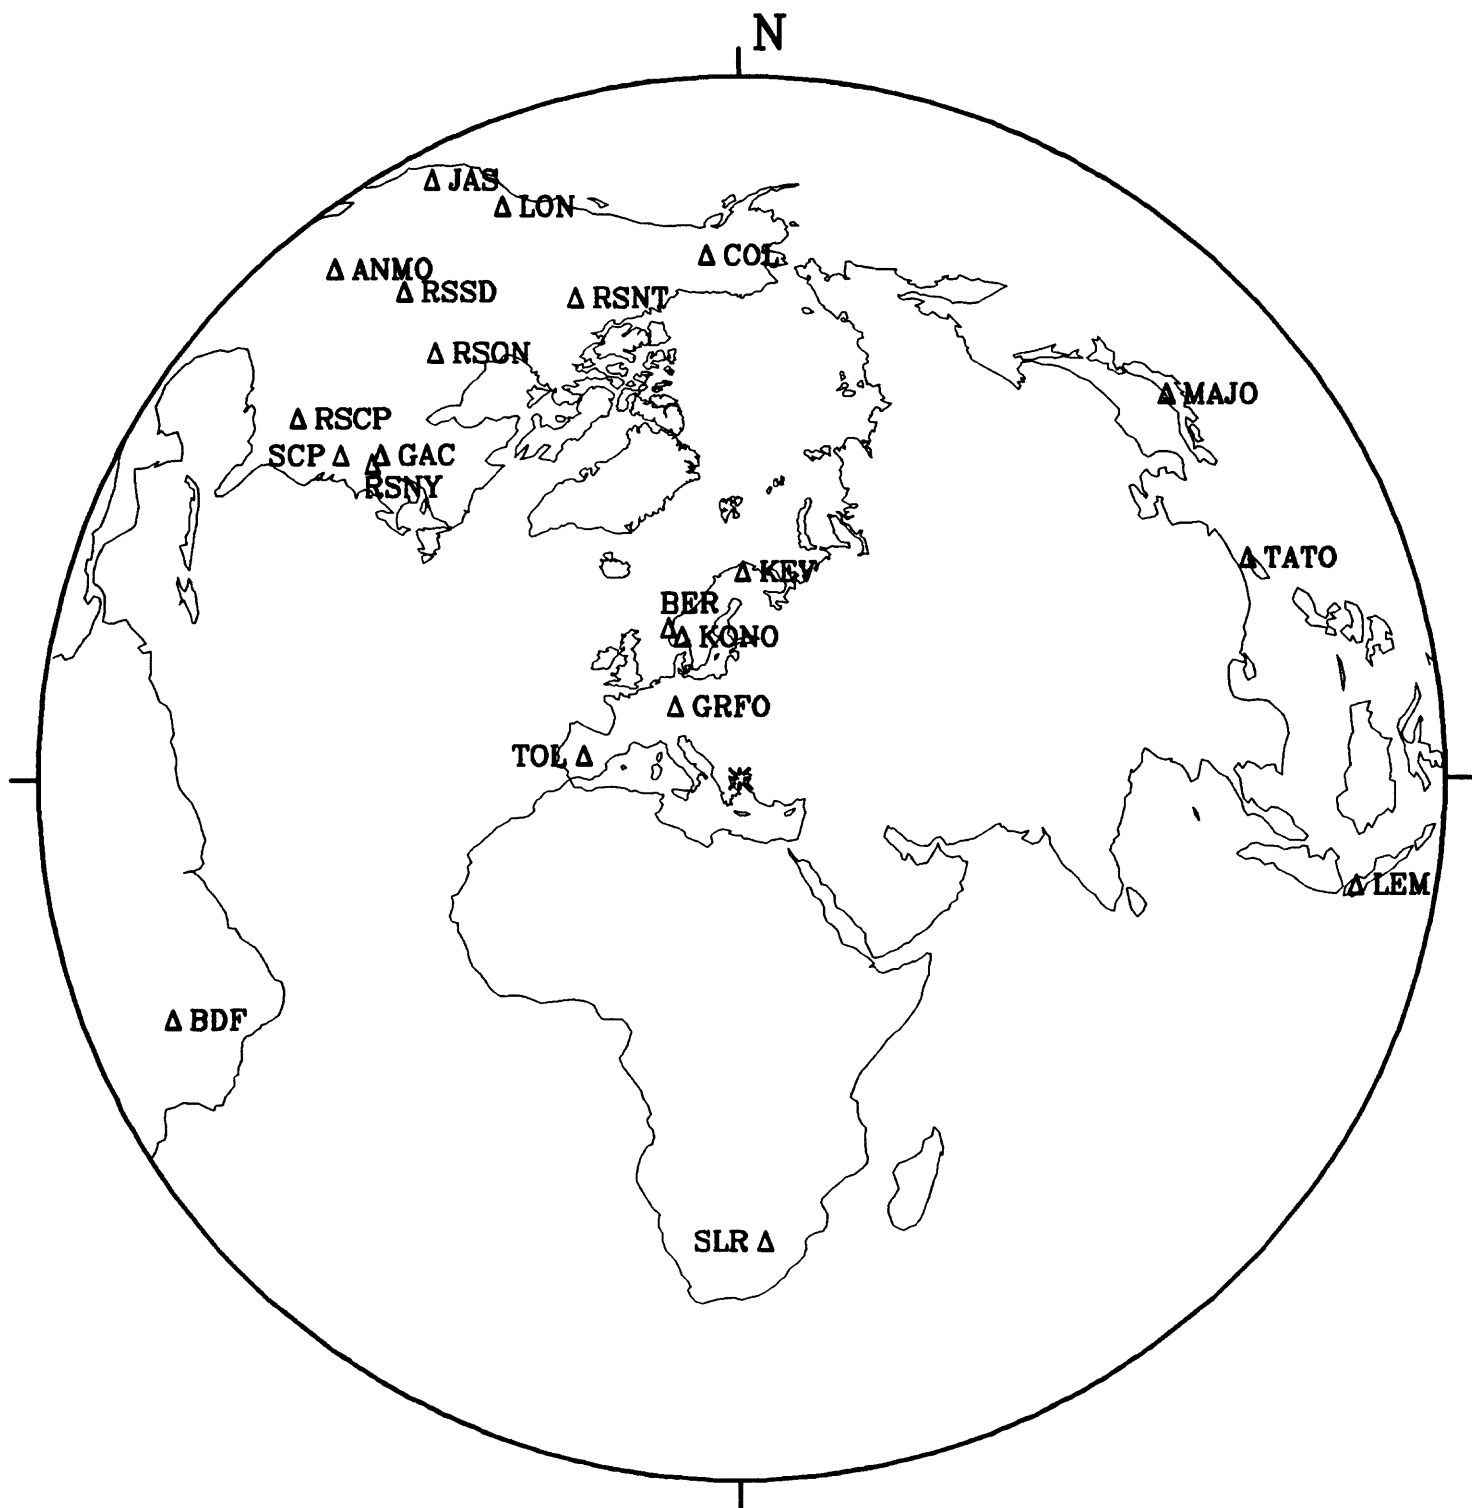 N
JAS
LON
COL
ANMO
RSSD
RSNT
RSON
MAJO
RSCP
SCP
GAC
RSNY
TATO
KEV
BER
KONO
GRFO
TOL
LEM
BDF
SLR